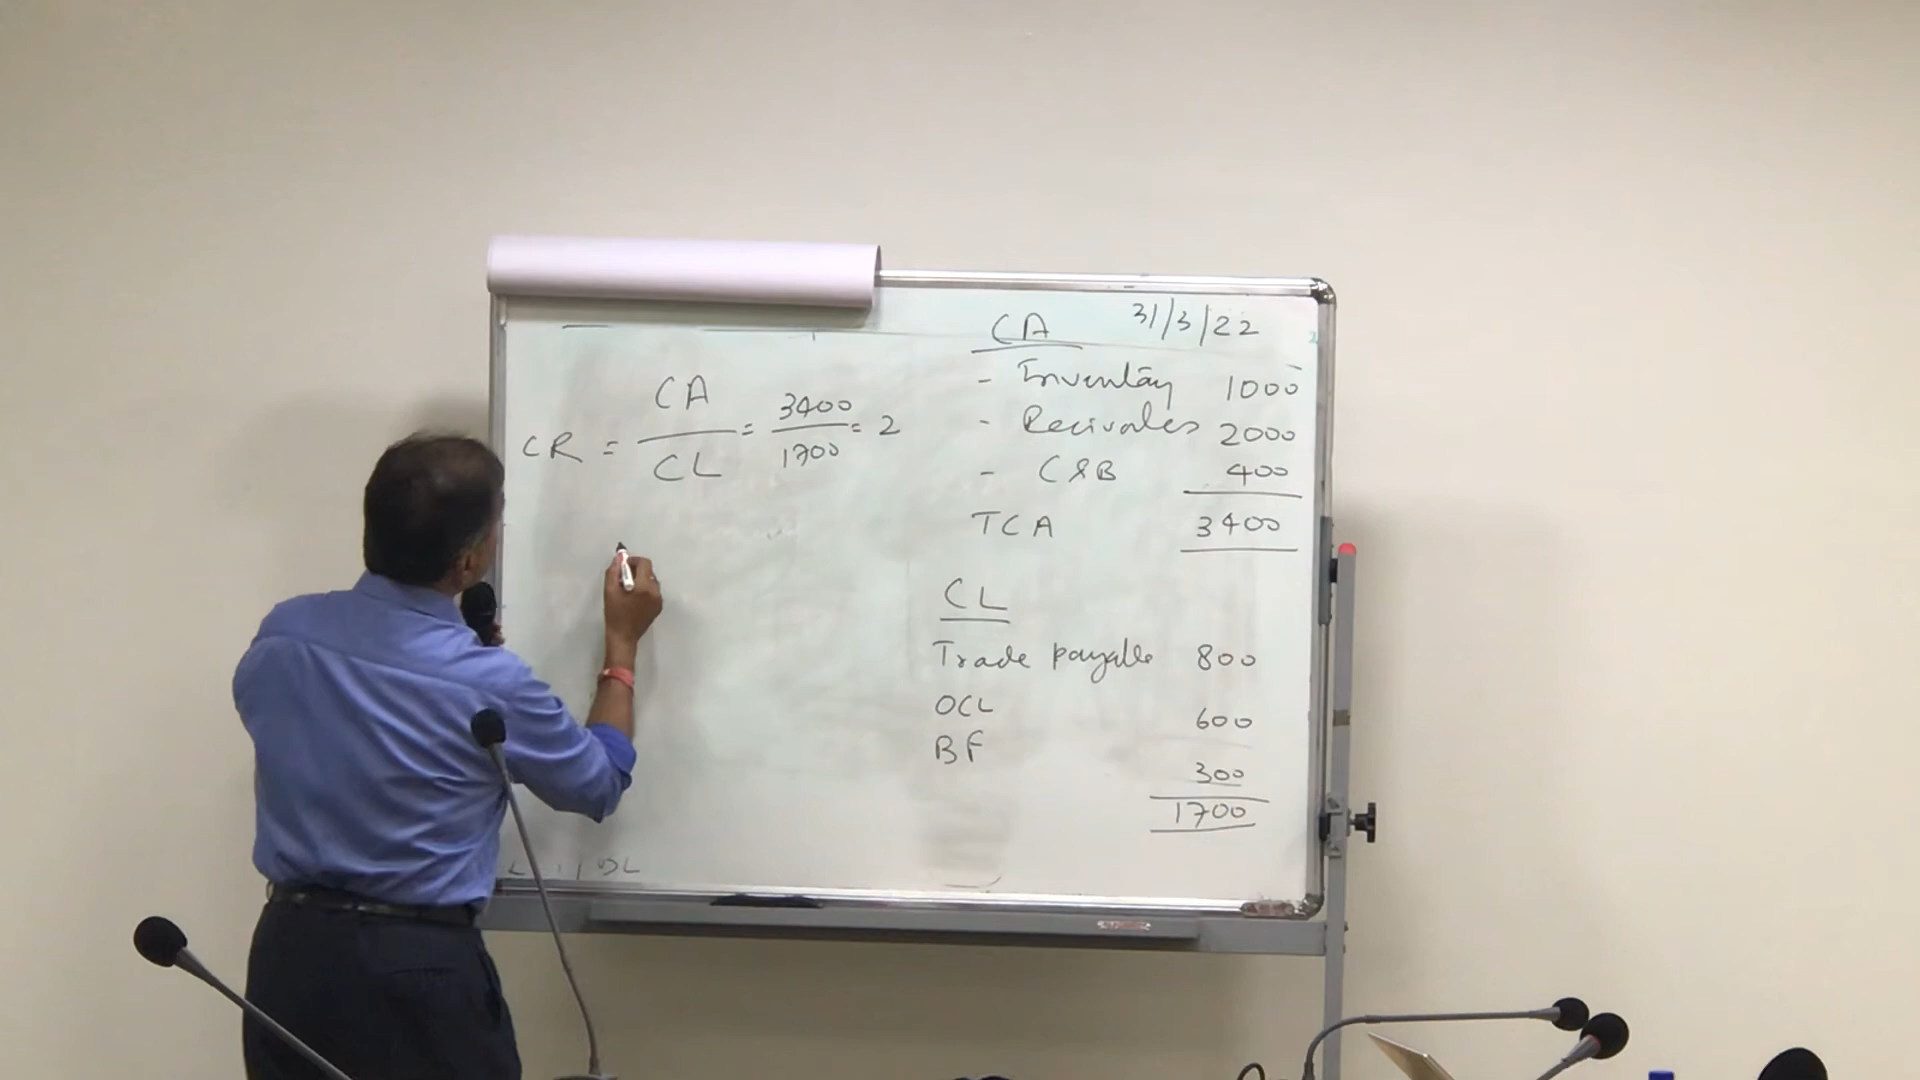 CR = CA / CL = 3400 / 1700 = 2
CA 31/3/22
- Inventory 1000
- Recivales 2000
- C&B 400
TCA 3400
CL
Trade payable 800
OCL 600
BF 300
1700